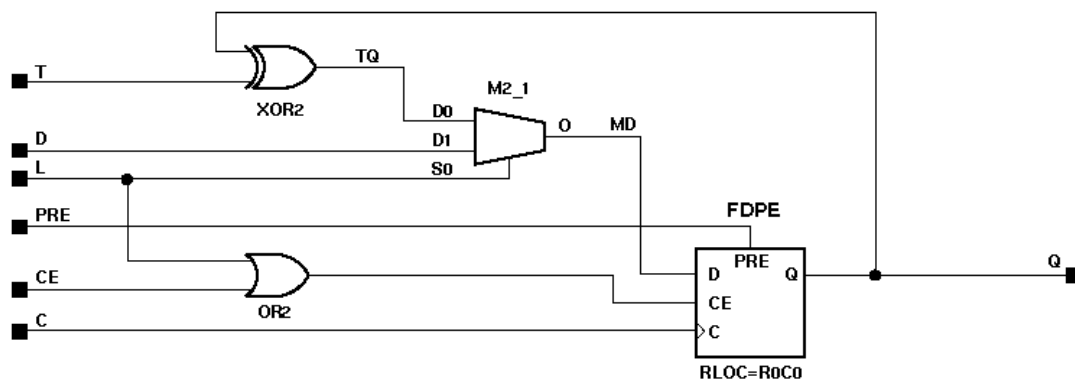 T
TQ
XOR2
M2_1
D0
O
MD
D
D1
L
S0
PRE
FDPE
PRE
D
Q
Q
CE
CE
OR2
C
C
RLOC=R0C0